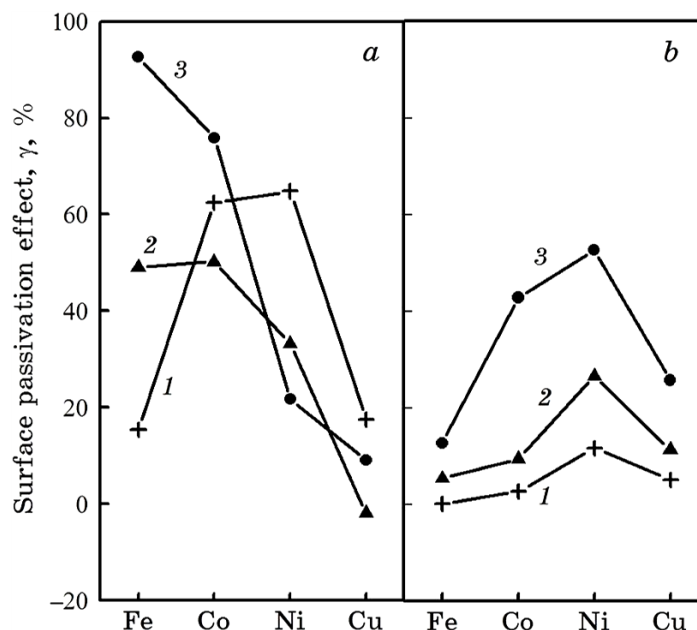 Surface passivation effect, γ, %
100
80
60
40
20
0
–20
a
3
2
1
Fe Co Ni Cu
b
3
2
1
Fe Co Ni Cu